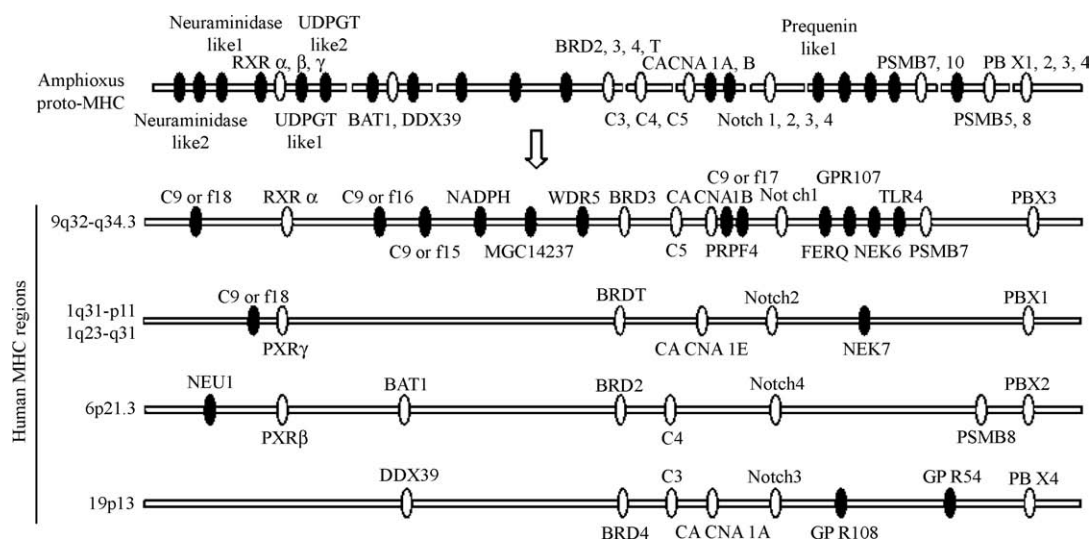 Neuraminidase like1
UDPGT like2
RXR α, β, γ
BRD2, 3, 4, T
CACNA 1A, B
Prequenin like1
PSMB7, 10
PB X1, 2, 3, 4
Amphioxus proto-MHC
Neuraminidase like2
UDPGT like1
BAT1, DDX39
C3, C4, C5
Notch 1, 2, 3, 4
PSMB5, 8
Human MHC regions
C9 or f18
RXR α
C9 or f16
NADPH
WDR5
BRD3
CA CNA1B
C9 or f17
Not ch1
GPR107
TLR4
PBX3
9q32-q34.3
C9 or f15
MGC14237
C5
PRPF4
FERQ
NEK6
PSMB7
C9 or f18
BRDT
Notch2
PBX1
1q31-p11
1q23-q31
PXRγ
CA CNA 1E
NEK7
NEU1
BAT1
BRD2
Notch4
PBX2
6p21.3
PXRβ
C4
PSMB8
DDX39
C3
Notch3
GP R54
PB X4
19p13
BRD4
CA CNA 1A
GP R108